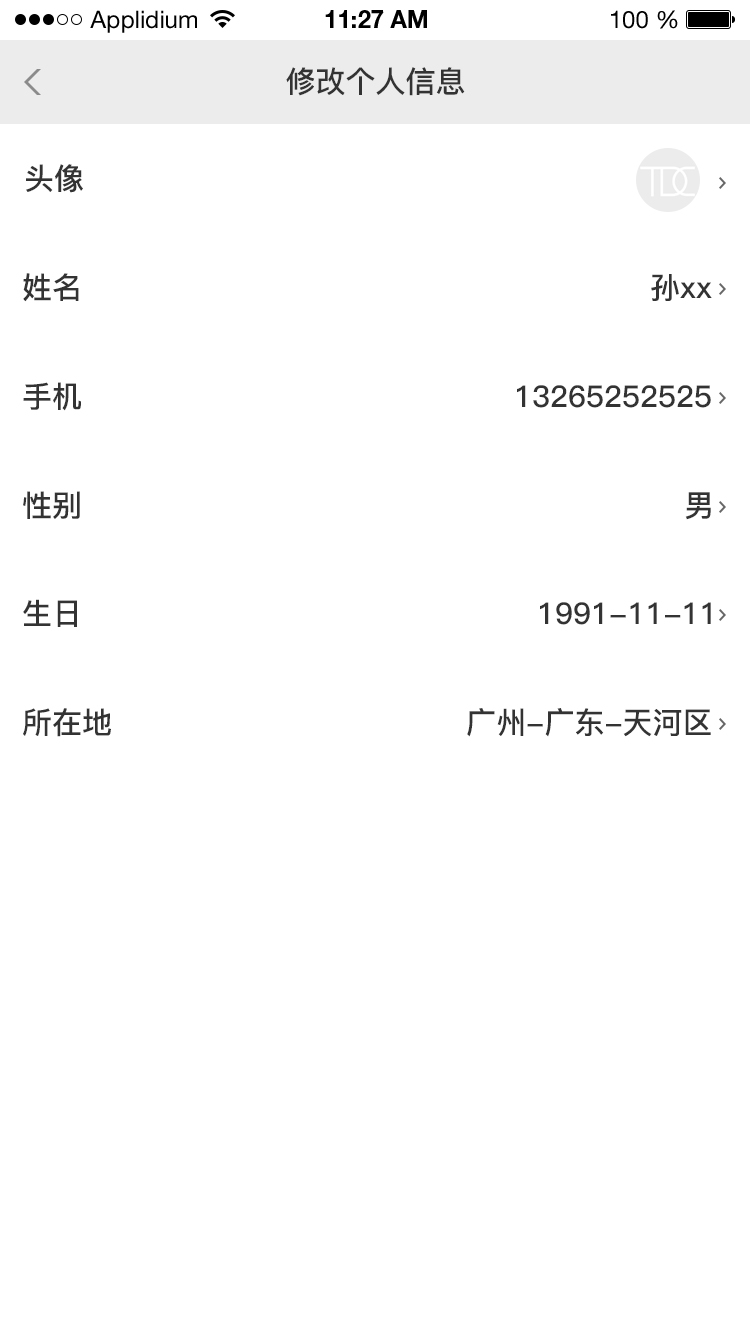 Applidium 11:27 AM 100 %
修改个人信息
头像 TDC
姓名 孙xx
手机 13265252525
性别 男
生日 1991-11-11
所在地 广州-广东-天河区